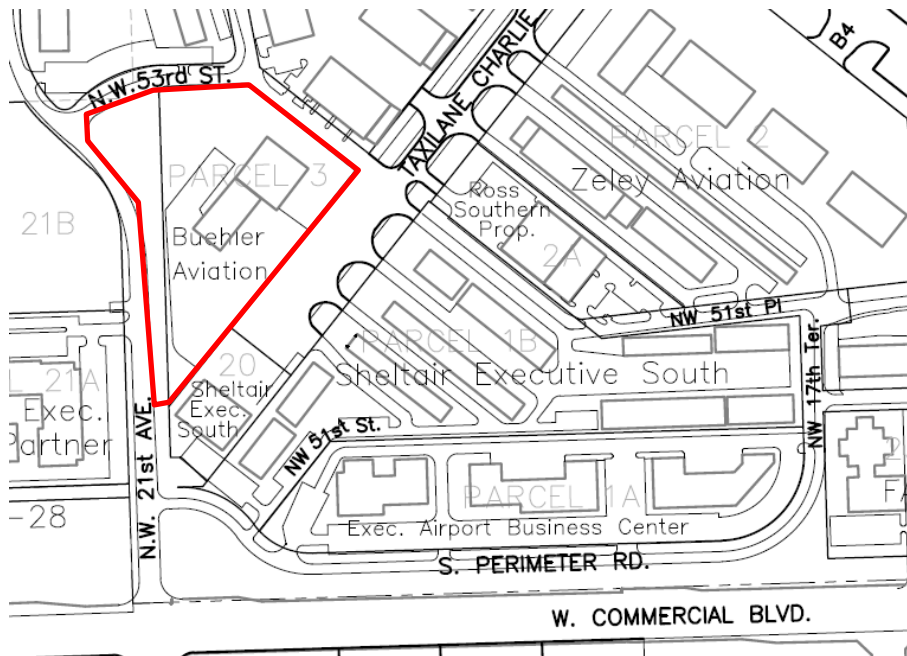 N.W. 53rd ST.
TAXILANE CHARLIE
B4
PARCEL 2
Zeley Aviation
PARCEL 3
Ross
Southern
Prop.
2A
21B
Buehler
Aviation
NW 51st Pl
PARCEL 1B
Sheltair Executive South
NW 17th Ter.
20
Sheltair
Exec.
South
21A
Exec.
Partner
N.W. 21st AVE.
NW 51st St.
PARCEL 1A
Exec. Airport Business Center
-28
S. PERIMETER RD.
W. COMMERCIAL BLVD.